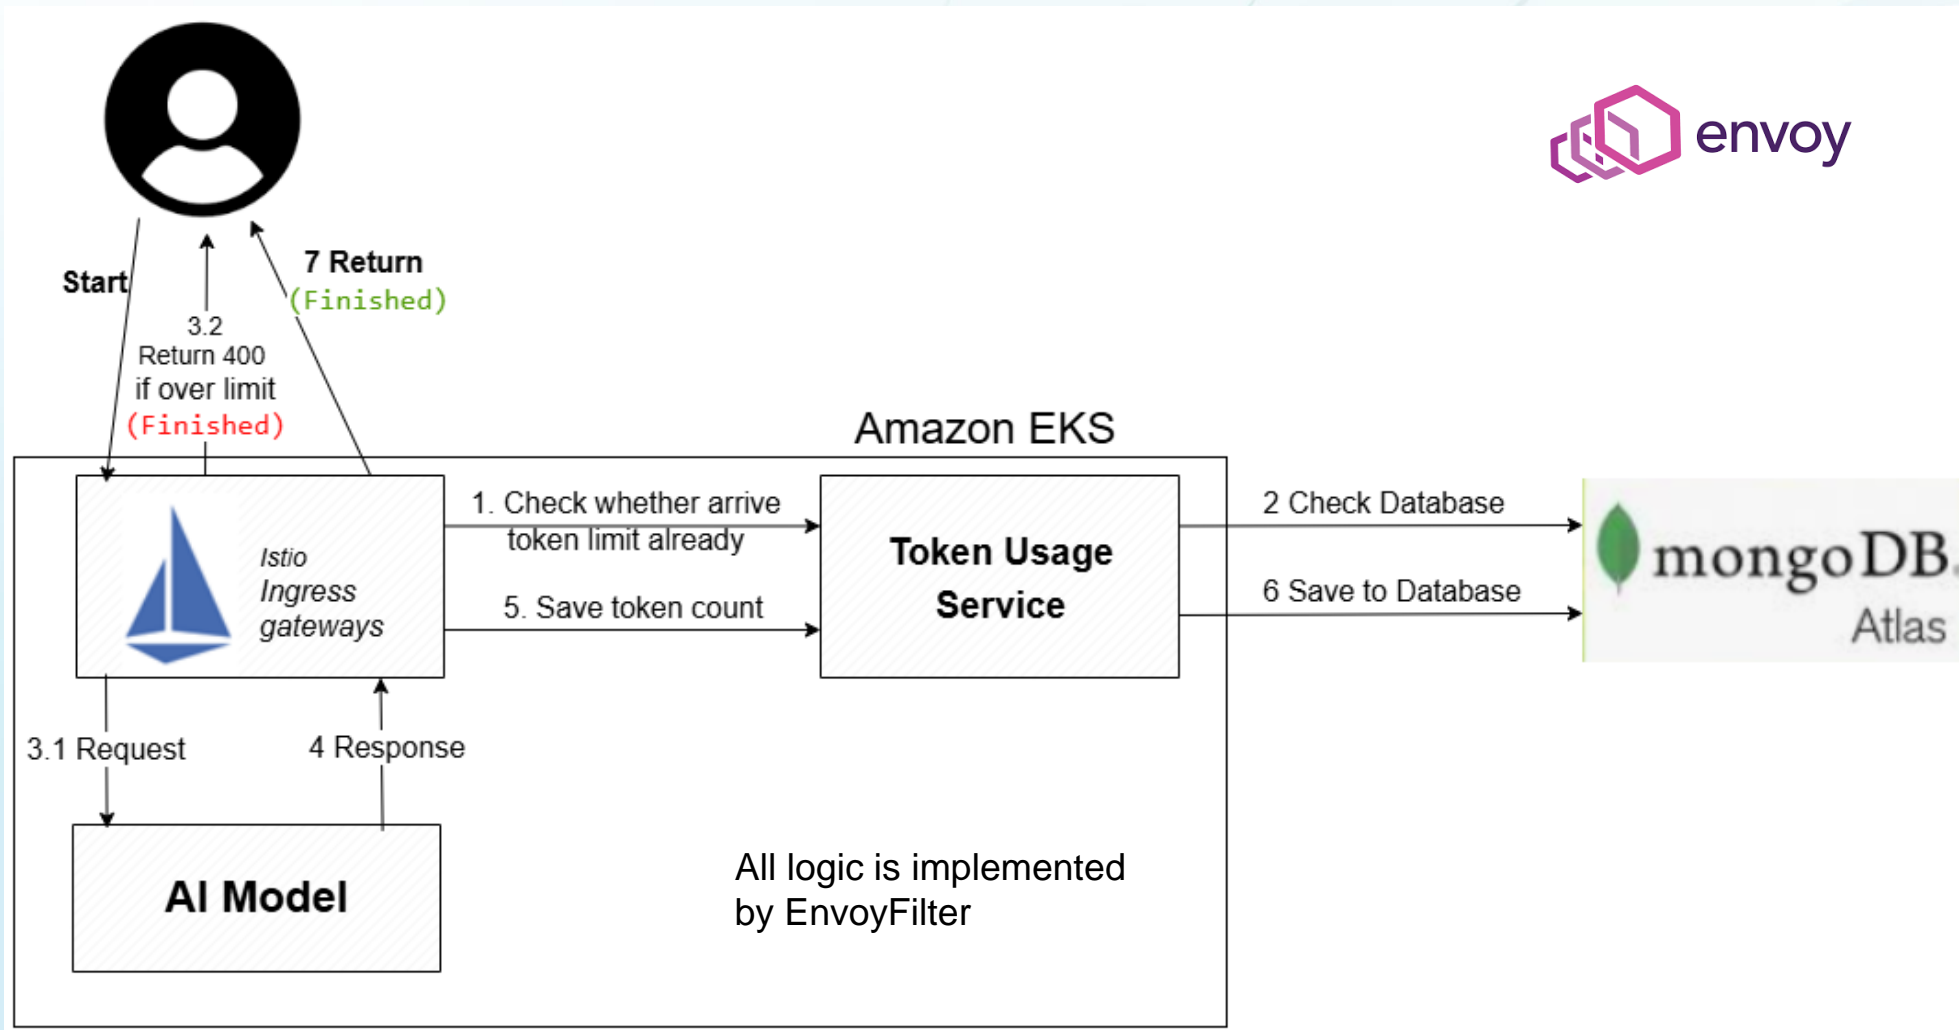 envoy
Start
7 Return
(Finished)
3.2
Return 400
if over limit
(Finished)
Amazon EKS
Istio
Ingress
gateways
1. Check whether arrive
token limit already
5. Save token count
Token Usage
Service
2 Check Database
6 Save to Database
mongoDB.
Atlas
3.1 Request
4 Response
AI Model
All logic is implemented
by EnvoyFilter